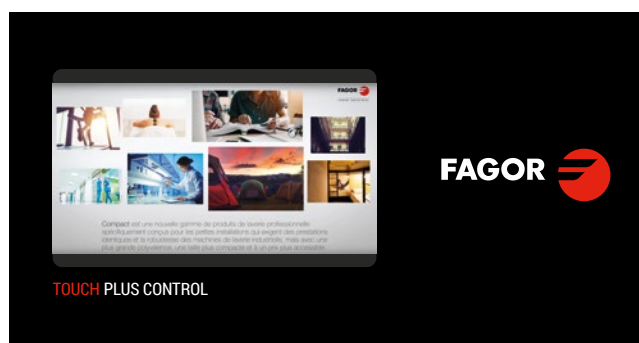 FAGOR
Compact est une nouvelle gamme de produits de laverie professionnelle
spécifiquement conçus pour les petites installations qui exigent des prestations
identiques et la robustesse des machines de laverie industrielle, mais avec une
plus grande polyvalence, une taille plus compacte et à un prix plus accessible.
FAGOR
TOUCH PLUS CONTROL